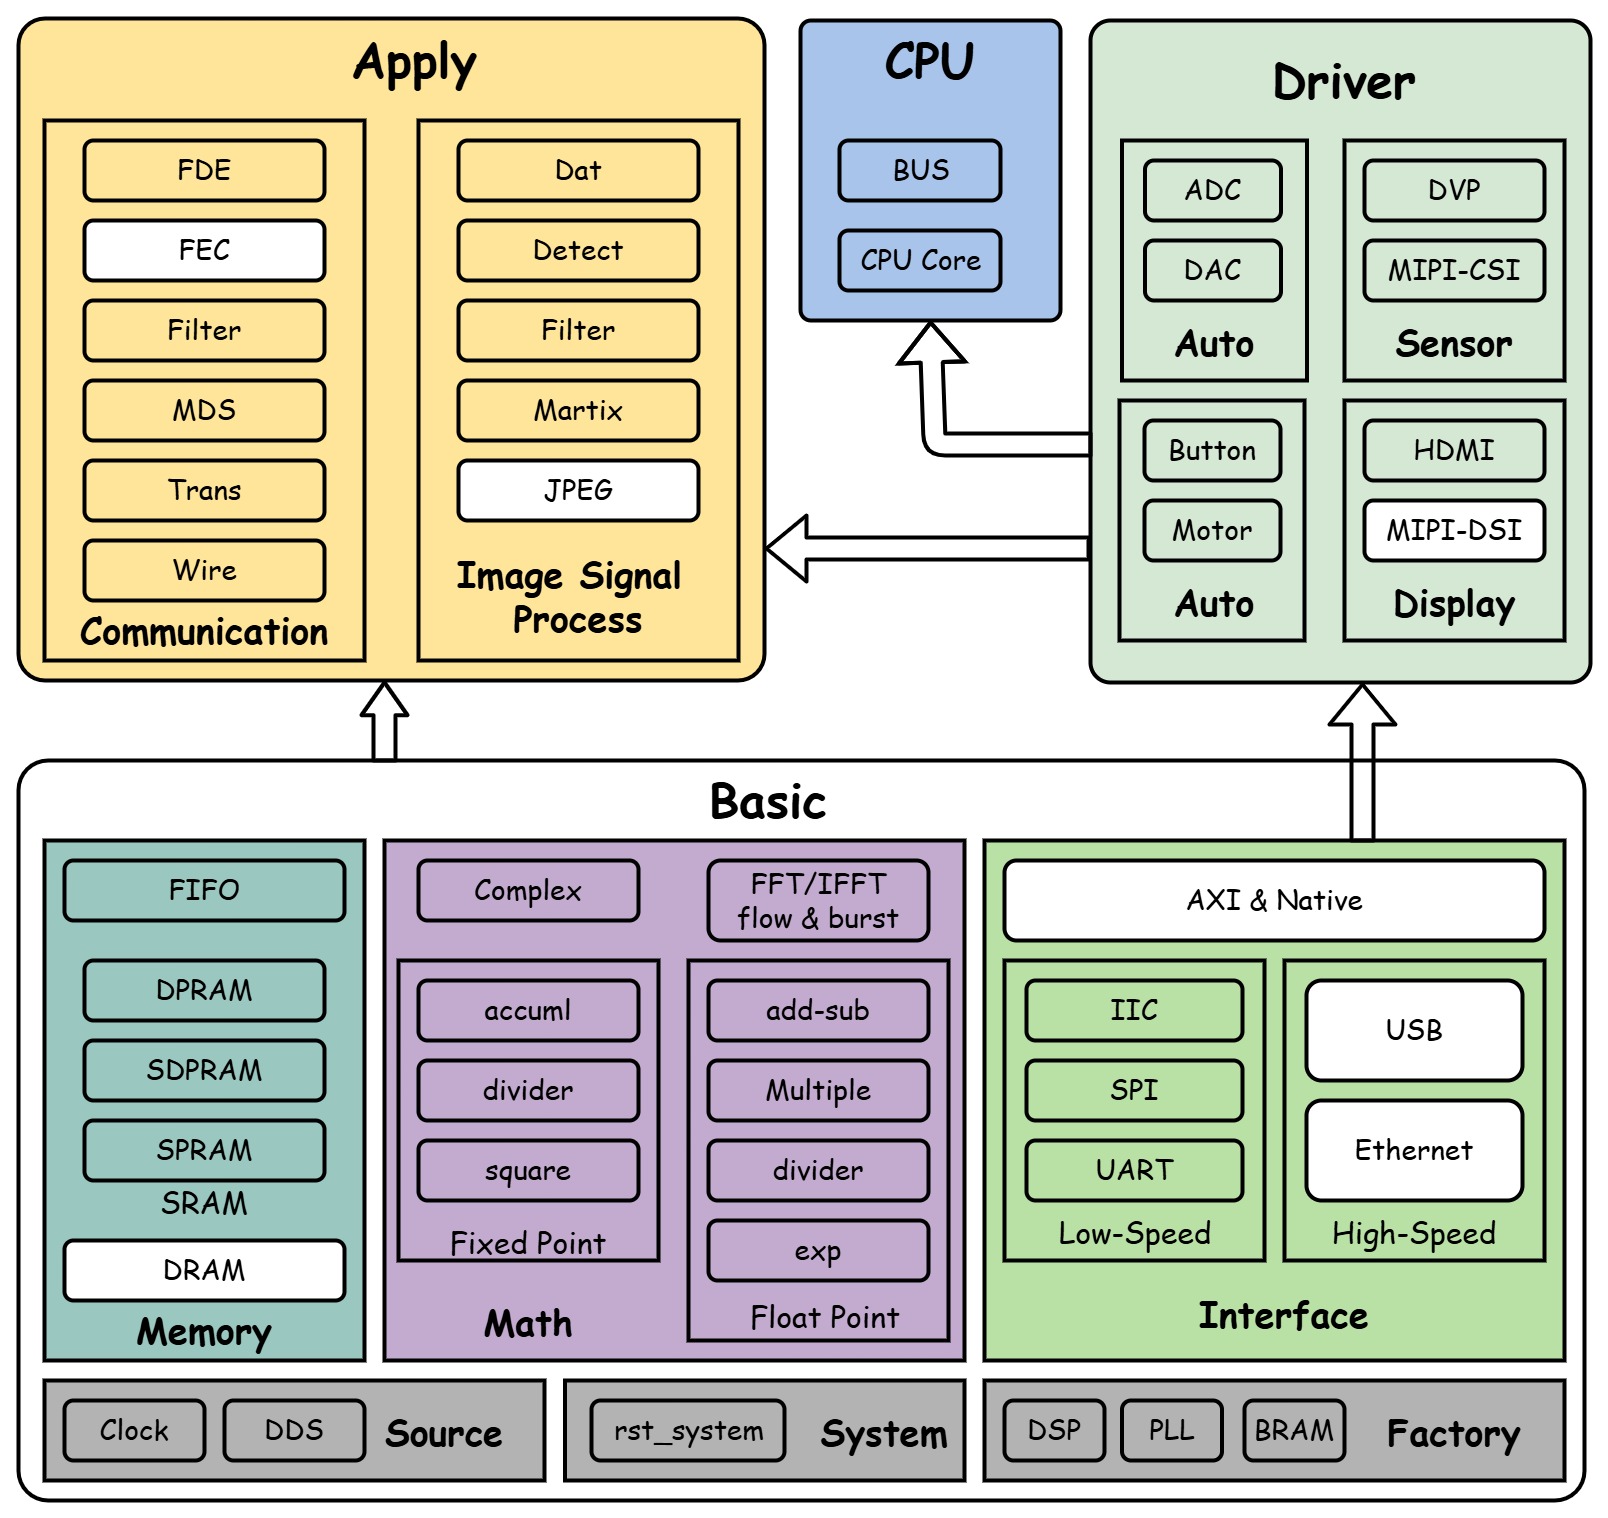 Apply
FDE
FEC
Filter
MDS
Trans
Wire
Communication
Dat
Detect
Filter
Martix
JPEG
Image Signal
Process
CPU
BUS
CPU Core
Driver
ADC
DAC
Auto
DVP
MIPI-CSI
Sensor
Button
Motor
Auto
HDMI
MIPI-DSI
Display
Basic
FIFO
DPRAM
SDPRAM
SPRAM
SRAM
DRAM
Memory
Complex
FFT/IFFT
flow & burst
accuml
divider
square
Fixed Point
add-sub
Multiple
divider
exp
Float Point
Math
AXI & Native
IIC
SPI
UART
Low-Speed
USB
Ethernet
High-Speed
Interface
Clock
DDS
Source
rst_system
System
DSP
PLL
BRAM
Factory